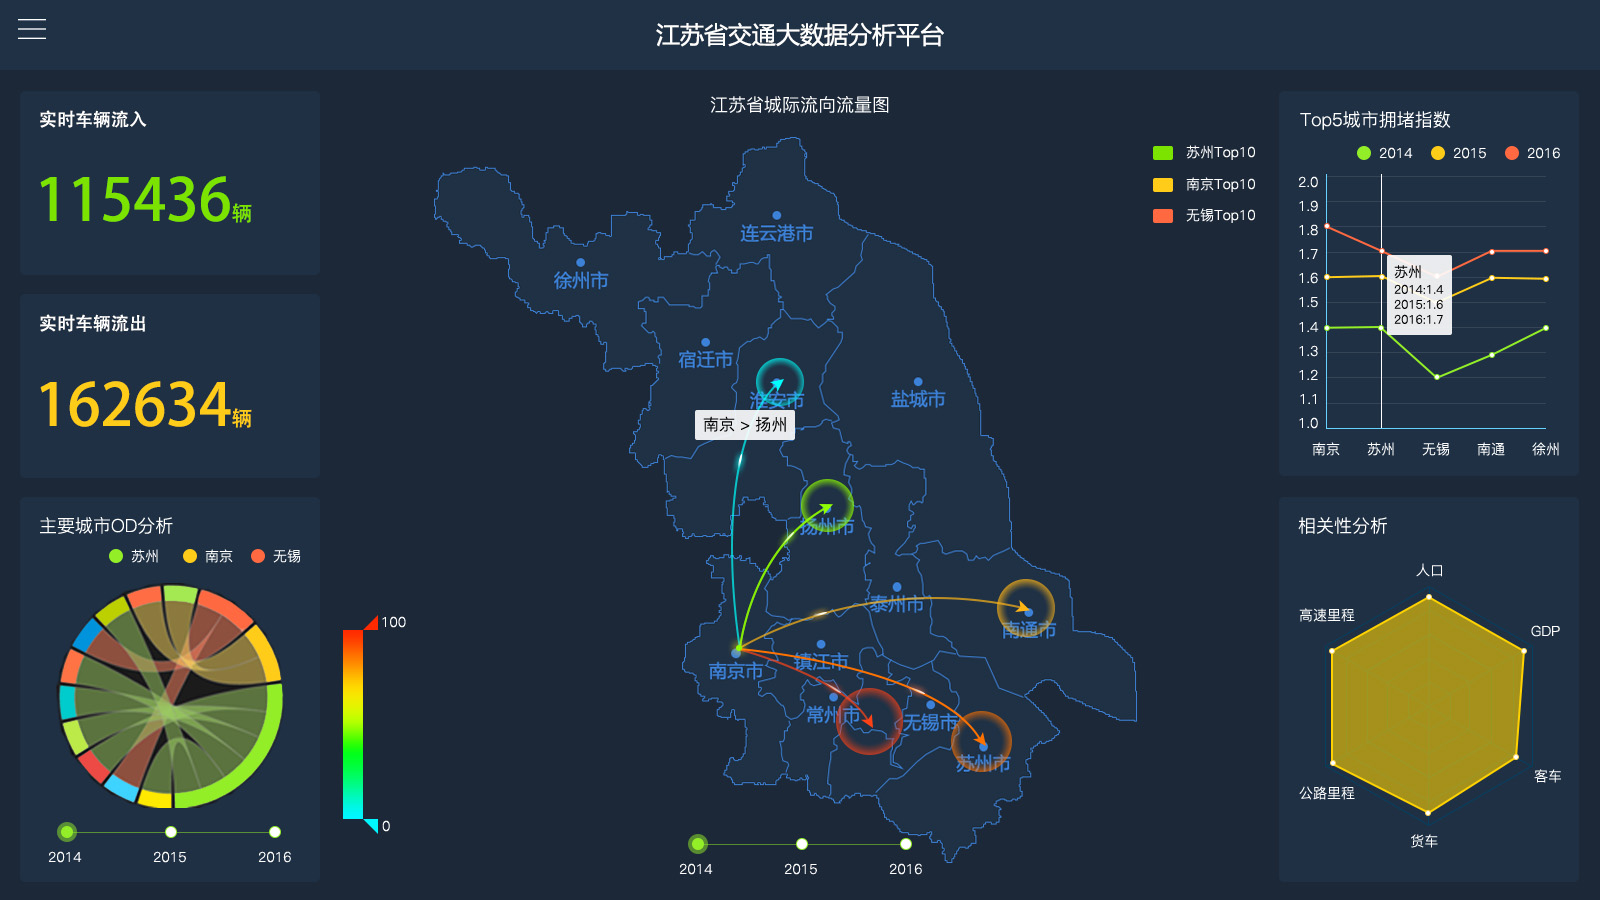 江苏省交通大数据分析平台
实时车辆流入
115436辆
实时车辆流出
162634辆
主要城市OD分析
苏州 南京 无锡
2014 2015 2016
100
0
江苏省城际流向流量图
苏州Top10
南京Top10
无锡Top10
连云港市
徐州市
宿迁市
淮安市
盐城市
南京 > 扬州
扬州市
泰州市
南通市
镇江市
南京市
常州市
无锡市
苏州市
2014 2015 2016
Top5城市拥堵指数
2014 2015 2016
2.0
1.9
1.8
1.7
1.6
1.5
1.4
1.3
1.2
1.1
1.0
苏州
2014:1.4
2015:1.6
2016:1.7
南京 苏州 无锡 南通 徐州
相关性分析
人口
高速里程
GDP
客车
公路里程
货车